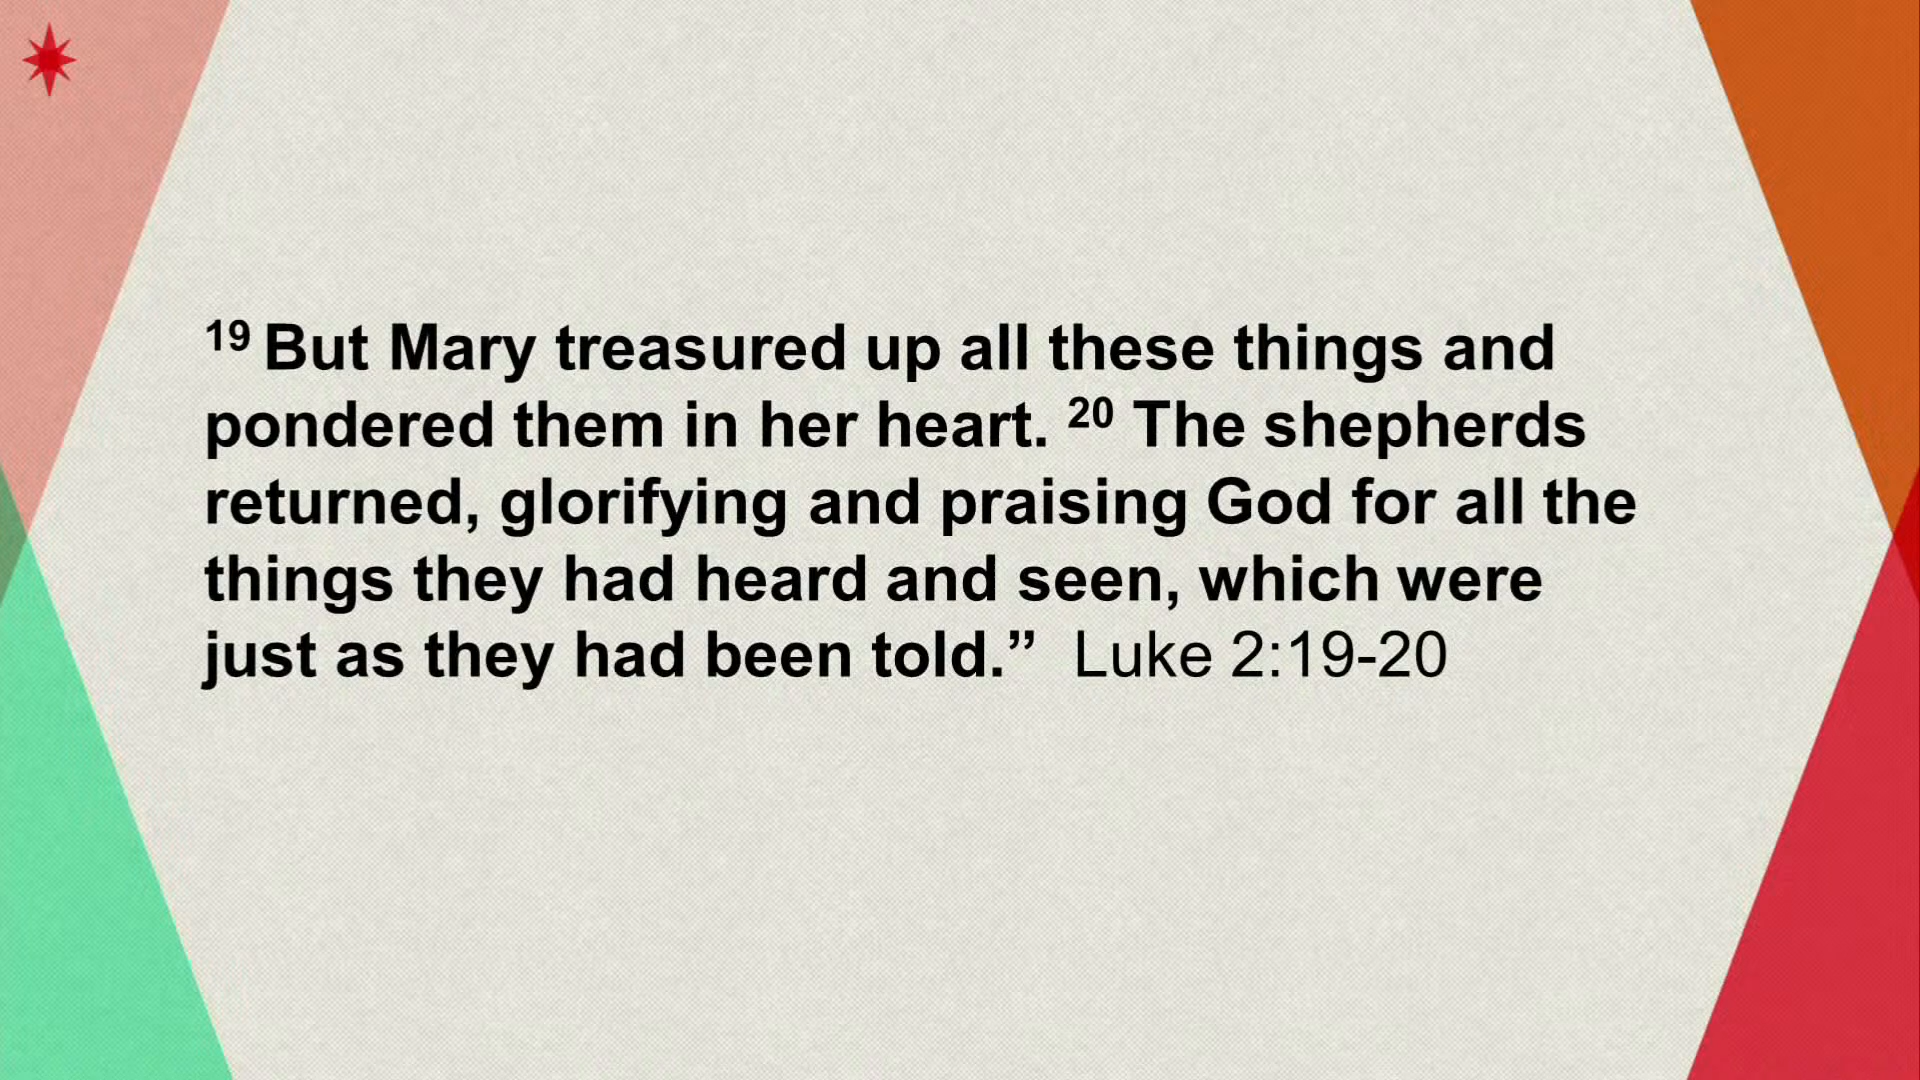 19 But Mary treasured up all these things and
pondered them in her heart. 20 The shepherds
returned, glorifying and praising God for all the
things they had heard and seen, which were
just as they had been told.” Luke 2:19-20